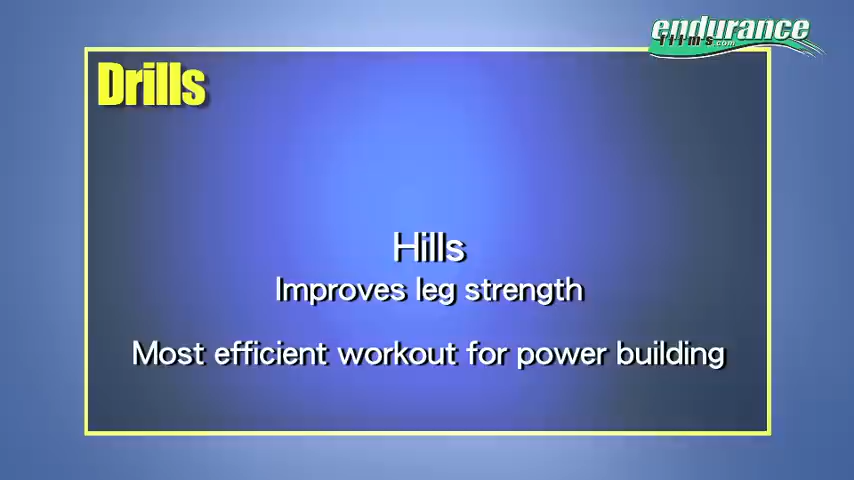 endurance
films.com
Drills
Hills
Improves leg strength
Most efficient workout for power building